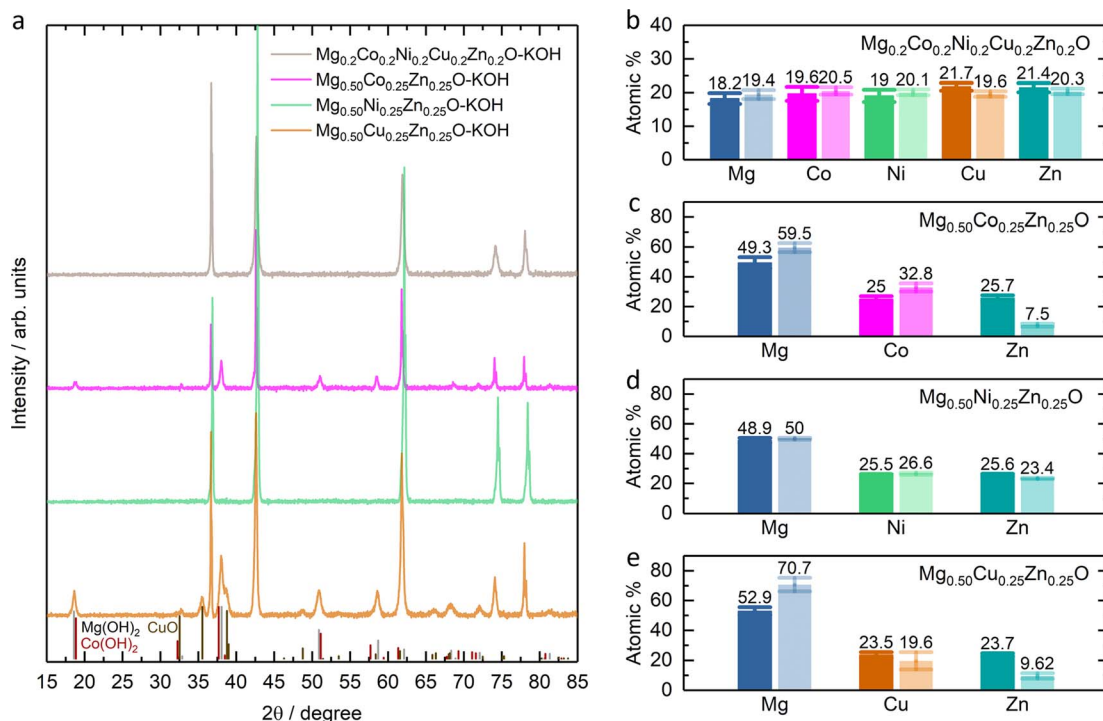 a
Mg0.2Co0.2Ni0.2Cu0.2Zn0.2O-KOH
Mg0.50Co0.25Zn0.25O-KOH
Mg0.50Ni0.25Zn0.25O-KOH
Mg0.50Cu0.25Zn0.25O-KOH
Intensity / arb. units
Mg(OH)2 CuO
Co(OH)2
15 20 25 30 35 40 45 50 55 60 65 70 75 80 85
2θ / degree
b
Mg0.2Co0.2Ni0.2Cu0.2Zn0.2O
Atomic %
40
30
20
10
0
18.2 19.4 19.6 20.5 19 20.1 21.7 19.6 21.4 20.3
Mg Co Ni Cu Zn
c
Mg0.50Co0.25Zn0.25O
Atomic %
80
60
40
20
0
49.3 59.5 25 32.8 25.7 7.5
Mg Co Zn
d
Mg0.50Ni0.25Zn0.25O
Atomic %
80
60
40
20
0
48.9 50 25.5 26.6 25.6 23.4
Mg Ni Zn
e
Mg0.50Cu0.25Zn0.25O
Atomic %
80
60
40
20
0
52.9 70.7 23.5 19.6 23.7 9.62
Mg Cu Zn